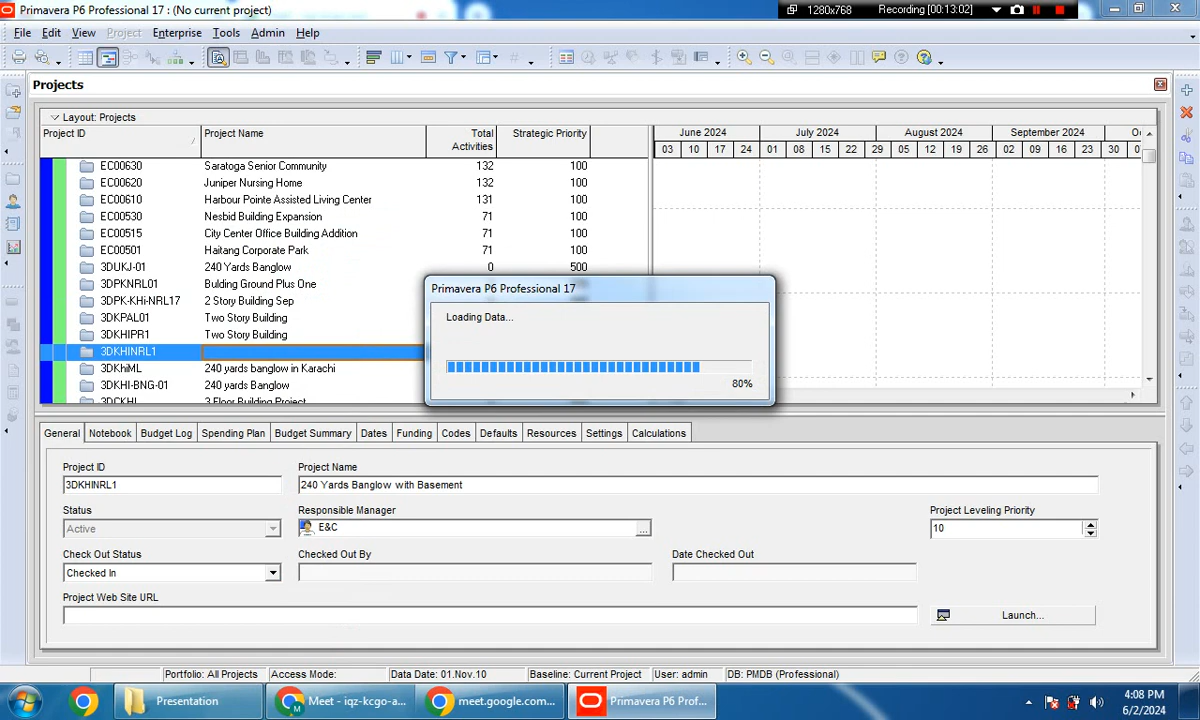 Primavera P6 Professional 17 : (No current project)
1280x768
Recording [00:13:02]
File Edit View Project Enterprise Tools Admin Help
Projects
Layout: Projects
Project ID Project Name Total Activities Strategic Priority
June 2024 July 2024 August 2024 September 2024
03 10 17 24 01 08 15 22 29 05 12 19 26 02 09 16 23 30
EC00630 Saratoga Senior Community 132 100
EC00620 Juniper Nursing Home 132 100
EC00610 Harbour Pointe Assisted Living Center 131 100
EC00530 Nesbid Building Expansion 71 100
EC00515 City Center Office Building Addition 71 100
EC00501 Haitang Corporate Park 71 100
3DUKJ-01 240 Yards Banglow 0 500
3DPKNRL01 Bulding Ground Plus One
3DPK-KHi-NRL17 2 Story Building Sep
3DKPAL01 Two Story Building
3DKHIPR1 Two Story Building
3DKHINRL1
3DKhiML 240 yards banglow in Karachi
3DKHI-BNG-01 240 yards Banglow
3DCKHI 3 Floor Building Project
Primavera P6 Professional 17
Loading Data...
80%
General Notebook Budget Log Spending Plan Budget Summary Dates Funding Codes Defaults Resources Settings Calculations
Project ID Project Name
3DKHINRL1 240 Yards Banglow with Basement
Status Responsible Manager Project Leveling Priority
Active E&C ... 10
Check Out Status Checked Out By Date Checked Out
Checked In
Project Web Site URL
Launch...
Portfolio: All Projects Access Mode: Data Date: 01.Nov.10 Baseline: Current Project User: admin DB: PMDB (Professional)
Presentation Meet - iqz-kcgo-a... meet.google.com... Primavera P6 Prof...
4:08 PM
6/2/2024